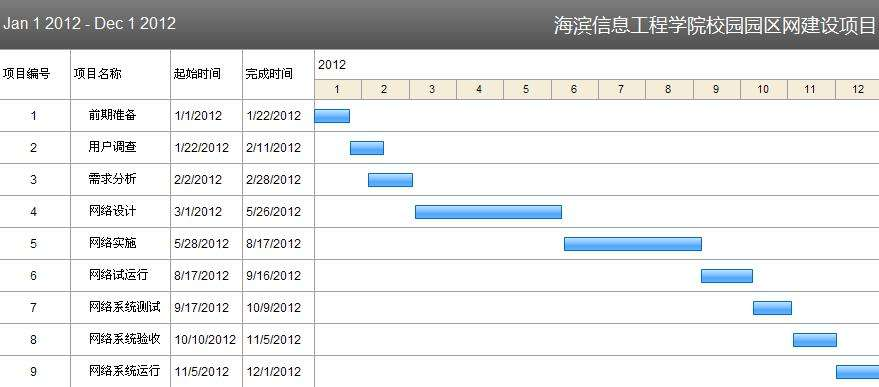 Jan 1 2012 - Dec 1 2012 海滨信息工程学院校园园区网建设项目
项目编号 项目名称 起始时间 完成时间 2012
1 2 3 4 5 6 7 8 9 10 11 12
1 前期准备 1/1/2012 1/22/2012
2 用户调查 1/22/2012 2/11/2012
3 需求分析 2/2/2012 2/28/2012
4 网络设计 3/1/2012 5/26/2012
5 网络实施 5/28/2012 8/17/2012
6 网络试运行 8/17/2012 9/16/2012
7 网络系统测试 9/17/2012 10/9/2012
8 网络系统验收 10/10/2012 11/5/2012
9 网络系统运行 11/5/2012 12/1/2012